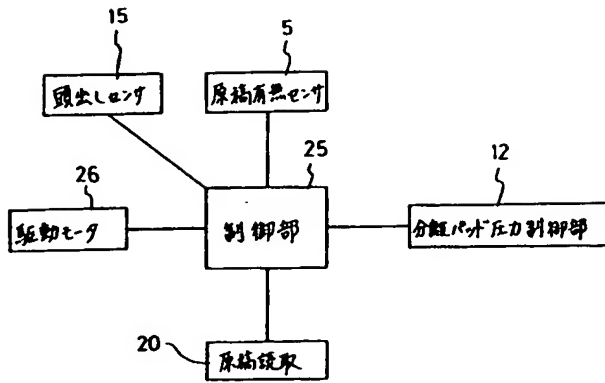 15
頭出しセンサ
5
原稿有無センサ
25
制御部
26
駆動モータ
12
分離パッド圧力制御部
20
原稿読取